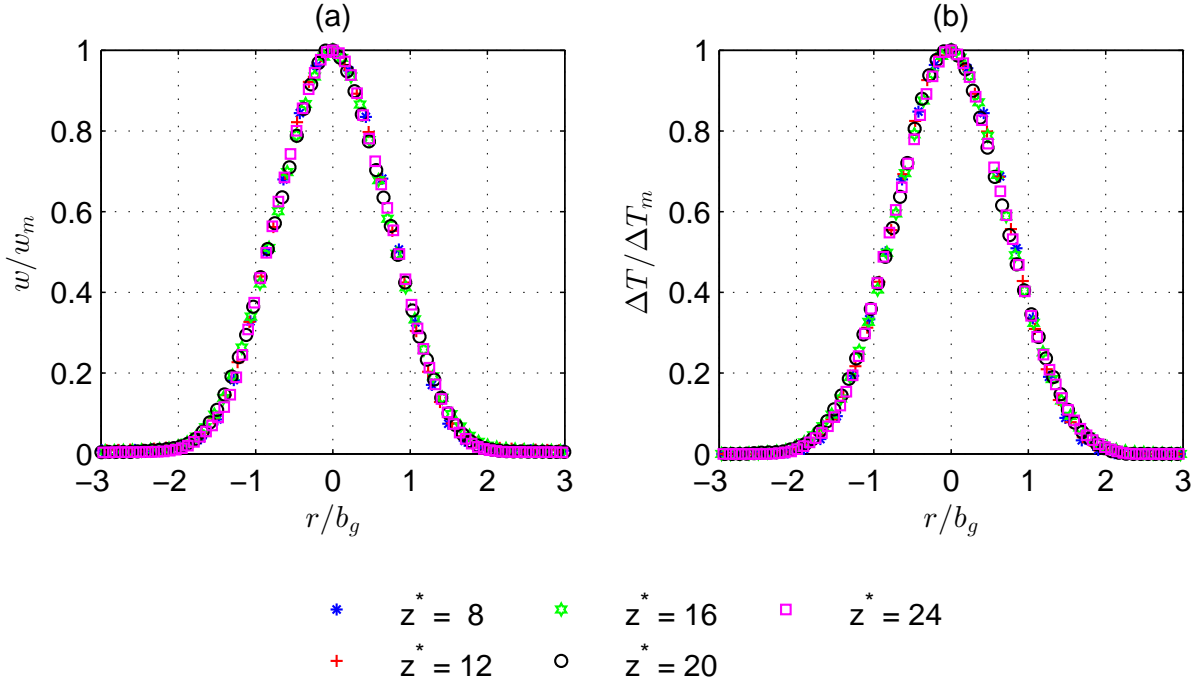 (a)
1
0.8
0.6
0.4
0.2
0
w/w_m
−3 −2 −1 0 1 2 3
r/b_g
(b)
1
0.8
0.6
0.4
0.2
0
ΔT/ΔT_m
−3 −2 −1 0 1 2 3
r/b_g
z* = 8 z* = 16 z* = 24
z* = 12 z* = 20